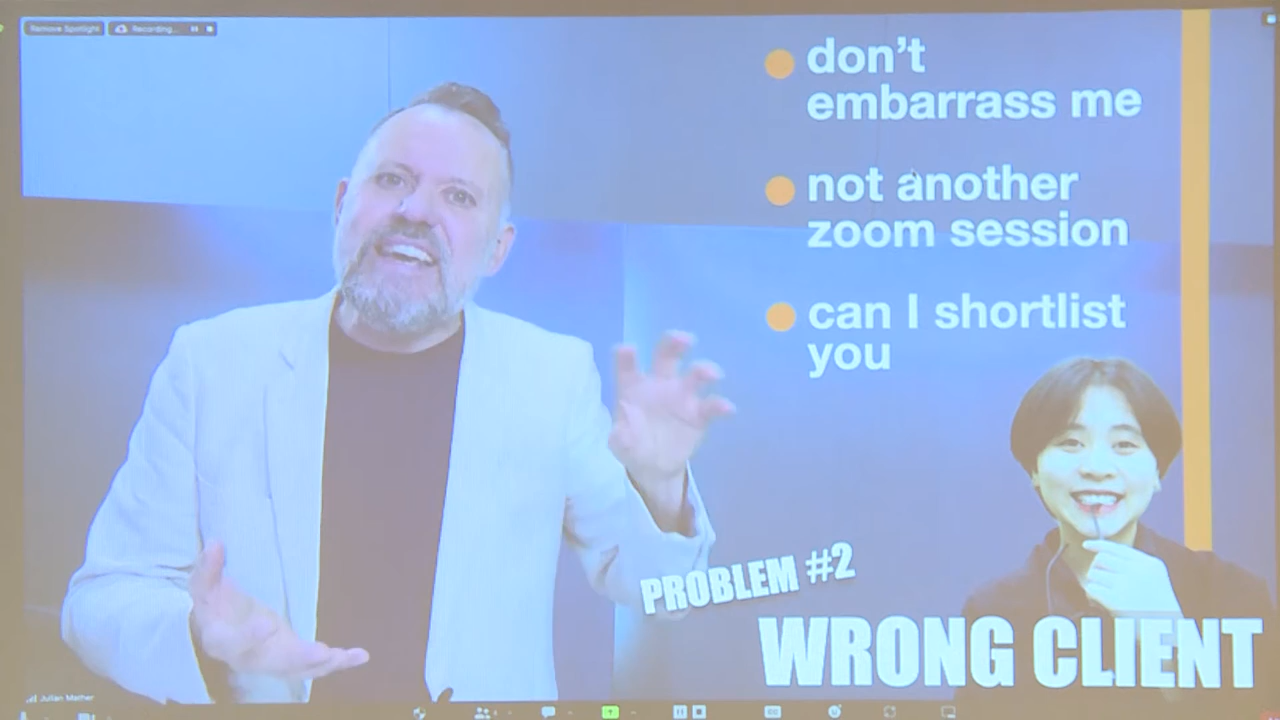 Remove Spotlight
Recording...
don't
embarrass me
not another
zoom session
can I shortlist
you
PROBLEM #2
WRONG CLIENT
Julian Mather